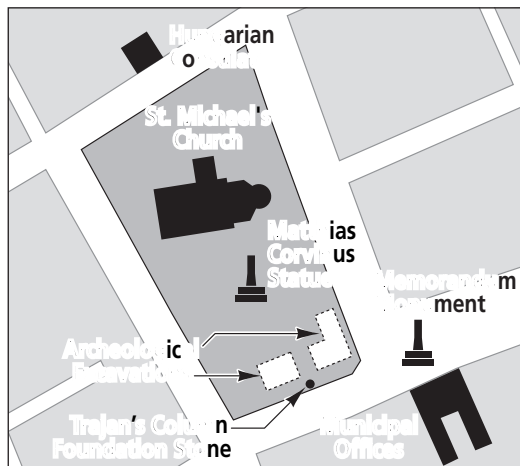 Hungarian
Consulate
St. Michael's
Church
Matthias
Corvinus
Statue
Memorandum
Monument
Archeological
Excavations
Trajan's Column
Foundation Stone
Municipal
Offices